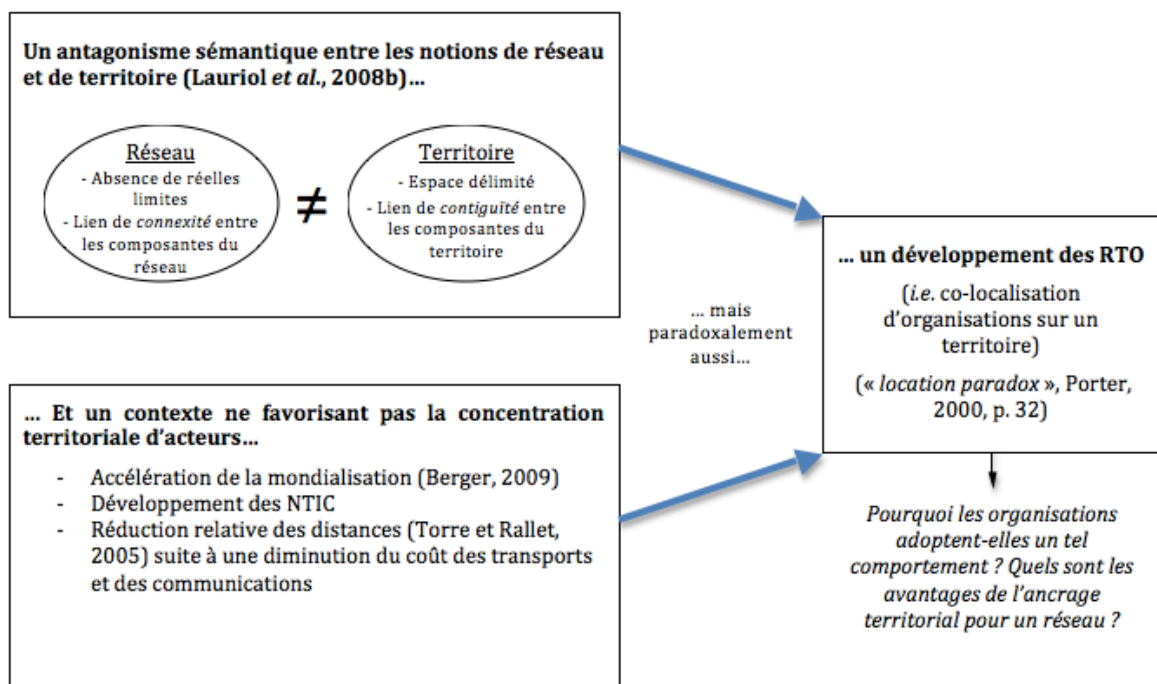 Un antagonisme sémantique entre les notions de réseau
et de territoire (Lauriol et al., 2008b)…
Réseau
- Absence de réelles
limites
- Lien de connexité entre
les composantes du
réseau
≠
Territoire
- Espace délimité
- Lien de contiguïté entre
les composantes du
territoire
… Et un contexte ne favorisant pas la concentration
territoriale d'acteurs…
- Accélération de la mondialisation (Berger, 2009)
- Développement des NTIC
- Réduction relative des distances (Torre et Rallet,
2005) suite à une diminution du coût des transports
et des communications
… mais
paradoxalement
aussi…
… un développement des RTO
(i.e. co-localisation
d'organisations sur un
territoire)
(« location paradox », Porter,
2000, p. 32)
Pourquoi les organisations
adoptent-elles un tel
comportement ? Quels sont les
avantages de l'ancrage
territorial pour un réseau ?